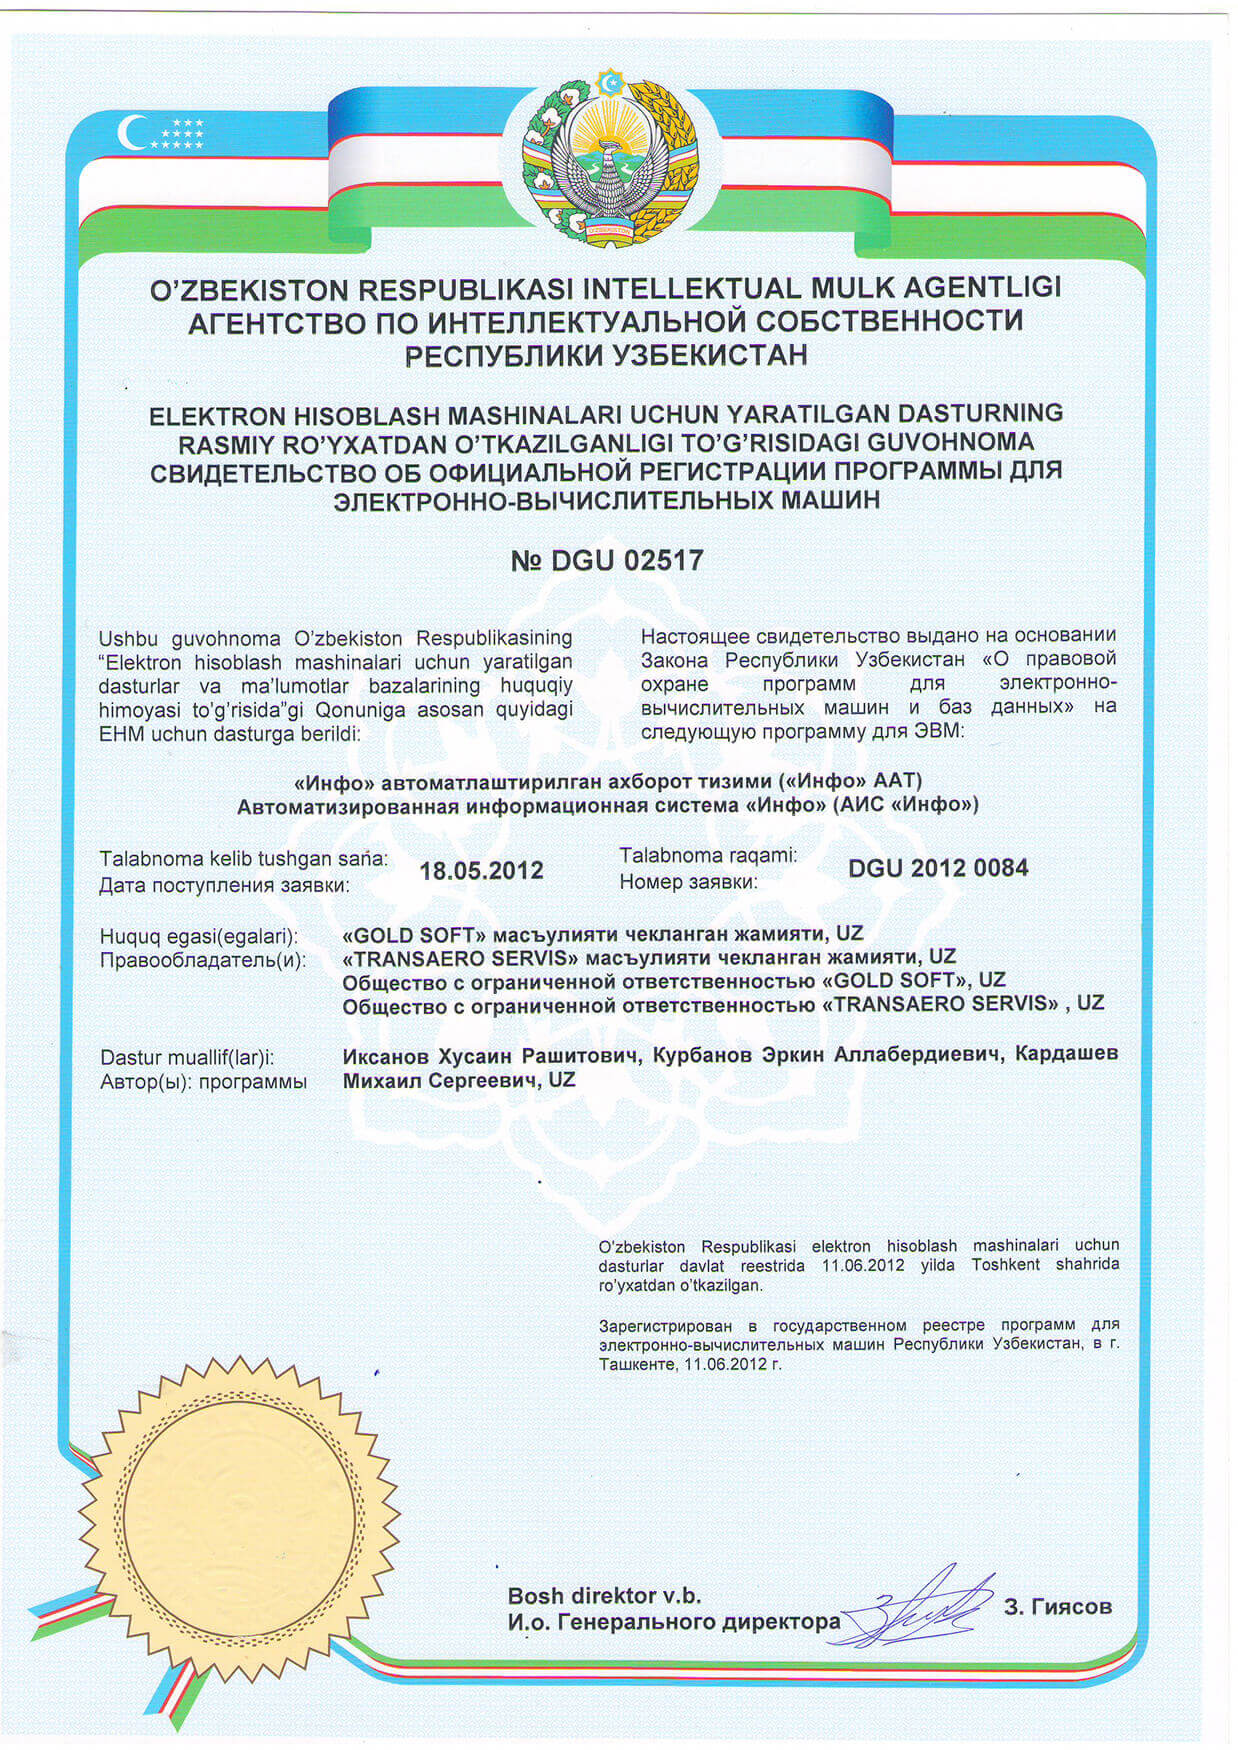 O'ZBEKISTON
O’ZBEKISTON RESPUBLIKASI INTELLEKTUAL MULK AGENTLIGI
АГЕНТСТВО ПО ИНТЕЛЛЕКТУАЛЬНОЙ СОБСТВЕННОСТИ
РЕСПУБЛИКИ УЗБЕКИСТАН
ELEKTRON HISOBLASH MASHINALARI UCHUN YARATILGAN DASTURNING
RASMIY RO’YXATDAN O’TKAZILGANLIGI TO’G’RISIDAGI GUVOHNOMA
СВИДЕТЕЛЬСТВО ОБ ОФИЦИАЛЬНОЙ РЕГИСТРАЦИИ ПРОГРАММЫ ДЛЯ
ЭЛЕКТРОННО-ВЫЧИСЛИТЕЛЬНЫХ МАШИН
№ DGU 02517
Ushbu guvohnoma O’zbekiston Respublikasining
“Elektron hisoblash mashinalari uchun yaratilgan
dasturlar va ma’lumotlar bazalarining huquqiy
himoyasi to’g’risida”gi Qonuniga asosan quyidagi
EHM uchun dasturga berildi:
Настоящее свидетельство выдано на основании
Закона Республики Узбекистан «О правовой
охране программ для электронно-
вычислительных машин и баз данных» на
следующую программу для ЭВМ:
«Инфо» автоматлаштирилган ахборот тизими («Инфо» ААТ)
Автоматизированная информационная система «Инфо» (АИС «Инфо»)
Talabnoma kelib tushgan sana:
Дата поступления заявки:
18.05.2012
Talabnoma raqami:
Номер заявки:
DGU 2012 0084
Huquq egasi(egalari):
Правообладатель(и):
«GOLD SOFT» масъулияти чекланган жамияти, UZ
«TRANSAERO SERVIS» масъулияти чекланган жамияти, UZ
Общество с ограниченной ответственностью «GOLD SOFT», UZ
Общество с ограниченной ответственностью «TRANSAERO SERVIS» , UZ
Dastur muallif(lar)i:
Автор(ы): программы
Иксанов Хусаин Рашитович, Курбанов Эркин Аллабердиевич, Кардашев
Михаил Сергеевич, UZ
O’zbekiston Respublikasi elektron hisoblash mashinalari uchun
dasturlar davlat reestrida 11.06.2012 yilda Toshkent shahrida
ro’yxatdan o’tkazilgan.
Зарегистрирован в государственном реестре программ для
электронно-вычислительных машин Республики Узбекистан, в г.
Ташкенте, 11.06.2012 г.
Bosh direktor v.b.
И.о. Генерального директора
З. Гиясов